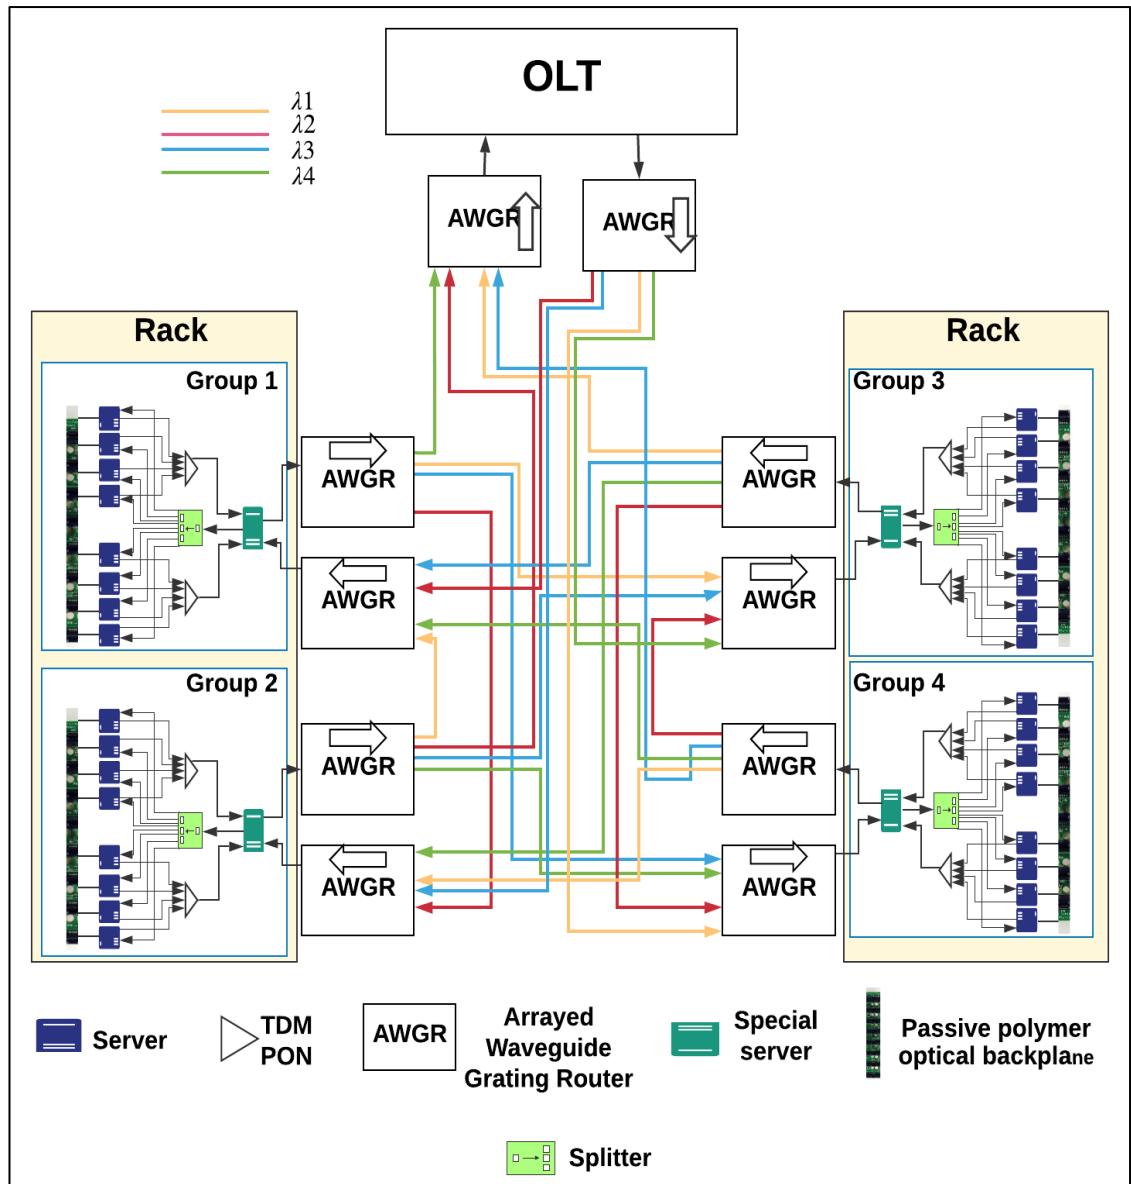 OLT
λ1
λ2
λ3
λ4
AWGR
AWGR
Rack
Rack
Group 1
Group 3
AWGR
AWGR
AWGR
AWGR
Group 2
Group 4
AWGR
AWGR
AWGR
AWGR
Server
TDM
PON
AWGR
Arrayed
Waveguide
Grating Router
Special
server
Passive polymer
optical backplane
Splitter